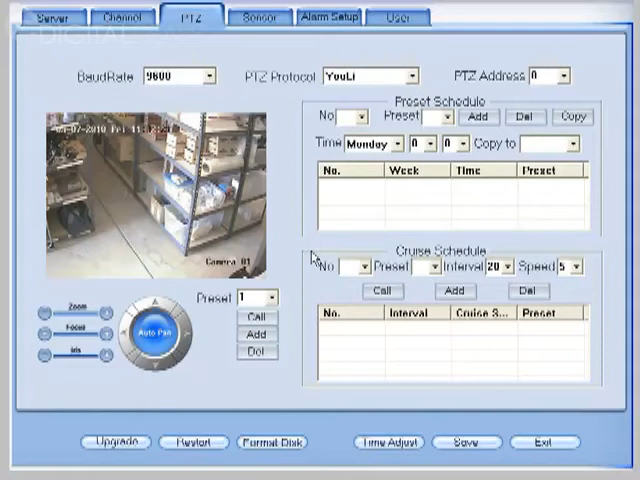 DIGITAL
Server Channel PTZ Sensor Alarm Setup User
BaudRate 9600 PTZ Protocol YouLi PTZ Address 0
Preset Schedule
No Preset Add Del Copy
Time Monday 0 0 Copy to
No. Week Time Preset
Camera 01
Cruise Schedule
No Preset Interval 20 Speed 5
Call Add Del
No. Interval Cruise S... Preset
Preset 1
Call
Add
Del
Zoom
Focus
Iris
Auto Pan
Upgrade Restart Format Disk Time Adjust Save Exit